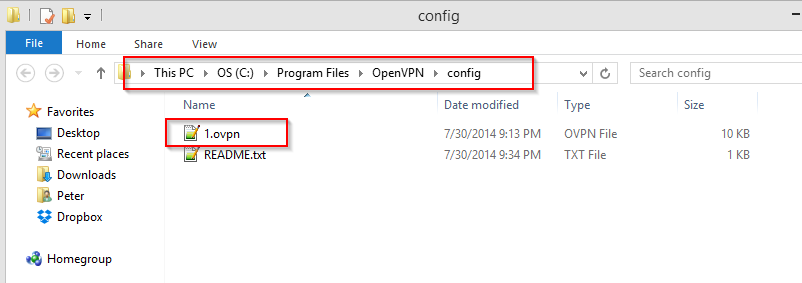 config
File Home Share View
This PC OS (C:) Program Files OpenVPN config Search config
Favorites
Desktop
Recent places
Downloads
Peter
Dropbox
Homegroup
Name Date modified Type Size
1.ovpn 7/30/2014 9:13 PM OVPN File 10 KB
README.txt 7/30/2014 9:34 PM TXT File 1 KB